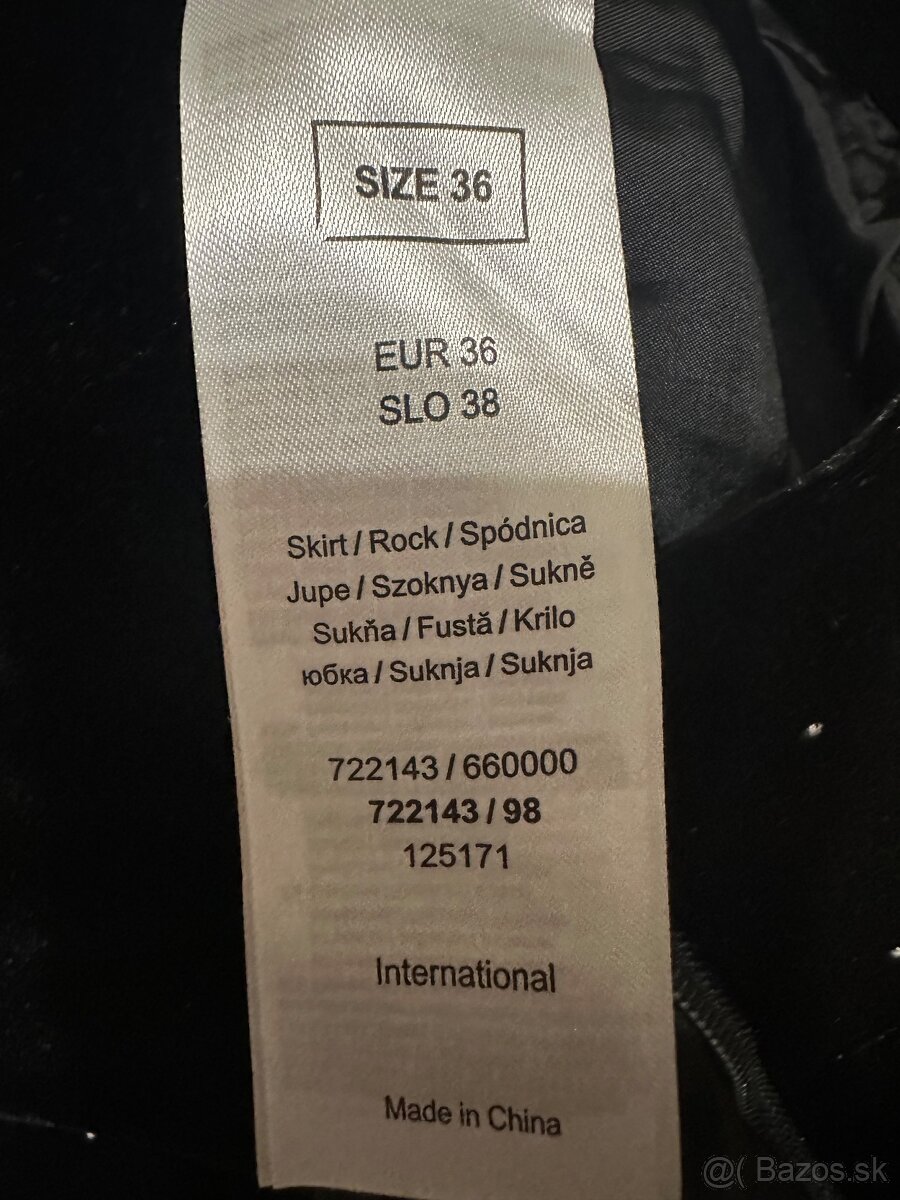 SIZE 36
EUR 36
SLO 38
Skirt / Rock / Spódnica
Jupe / Szoknya / Sukně
Sukňa / Fustă / Krilo
юбка / Suknja / Suknja
722143 / 660000
722143 / 98
125171
International
Made in China
@( Bazos.sk